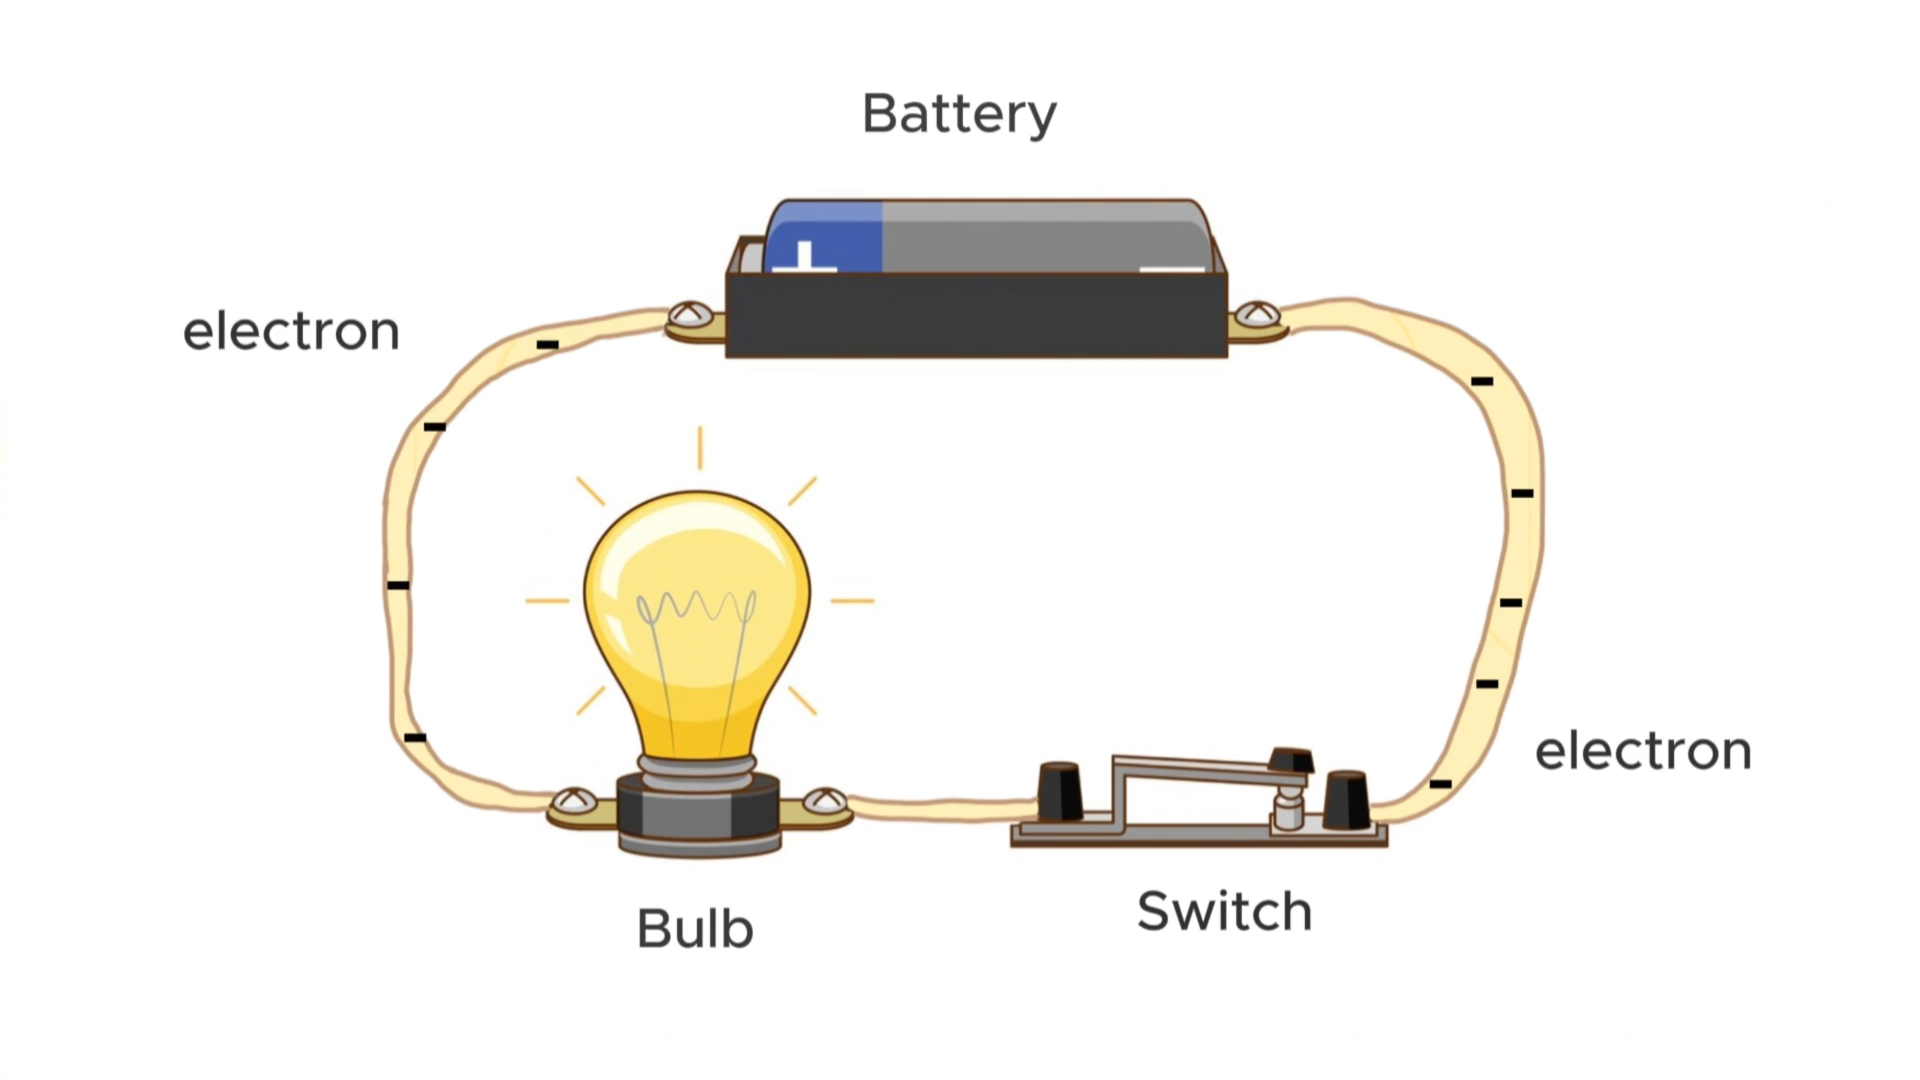 Battery
+ −
electron
electron
Switch
Bulb